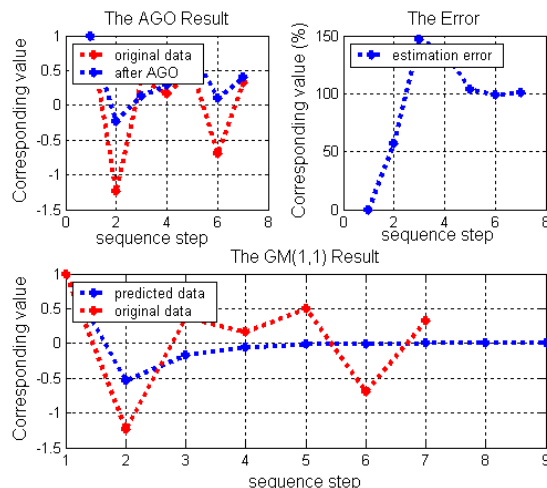 The AGO Result
Corresponding value
1
0.5
0
-0.5
-1
-1.5
original data
after AGO
0
2
4
6
8
sequence step
The Error
Corresponding value (%)
150
100
50
0
estimation error
0
2
4
6
8
sequence step
The GM(1,1) Result
Corresponding value
1
0.5
0
-0.5
-1
-1.5
predicted data
original data
1
2
3
4
5
6
7
8
9
sequence step